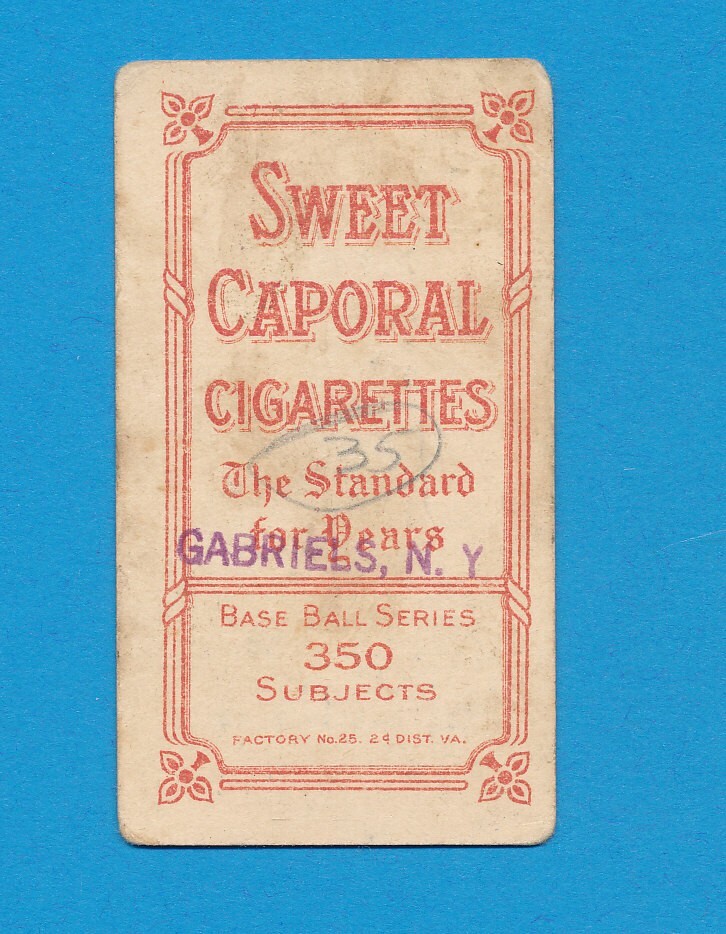 SWEET
CAPORAL
CIGARETTES
35
The Standard
for Years
GABRIELS, N. Y
BASE BALL SERIES
350
SUBJECTS
FACTORY No. 25. 2d DIST. VA.